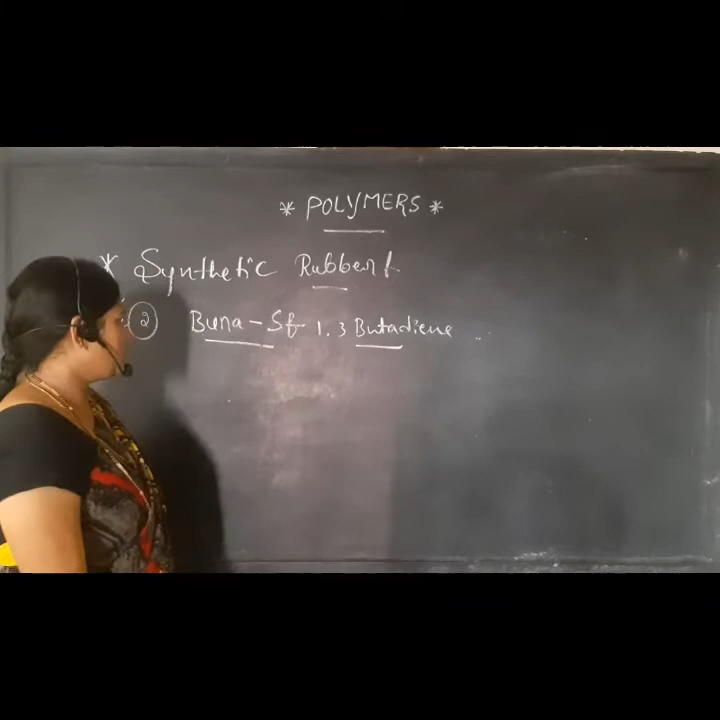 * POLYMERS *
* Synthetic Rubber :-
② Buna-S :- 1.3 Butadiene